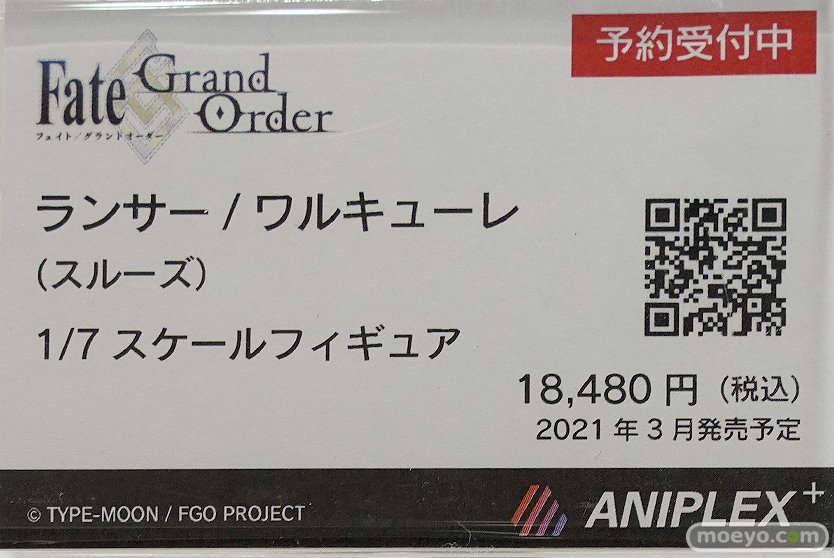 予約受付中
Fate
Grand
Order
フェイト/グランドオーダー
ランサー / ワルキューレ
(スルーズ)
1/7 スケールフィギュア
18,480 円 (税込)
2021 年 3 月発売予定
© TYPE-MOON / FGO PROJECT
ANIPLEX+
moeyo.com